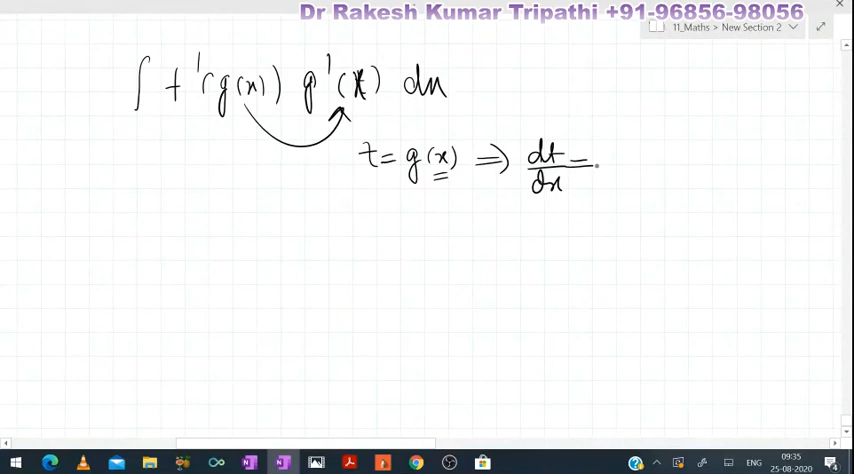 Dr Rakesh Kumar Tripathi +91-96856-98056
11_Maths > New Section 2
∫ f'(g(x)) g'(x) dx
t = g(x) ⇒ dt/dx =
ENG
09:35
25-08-2020
4